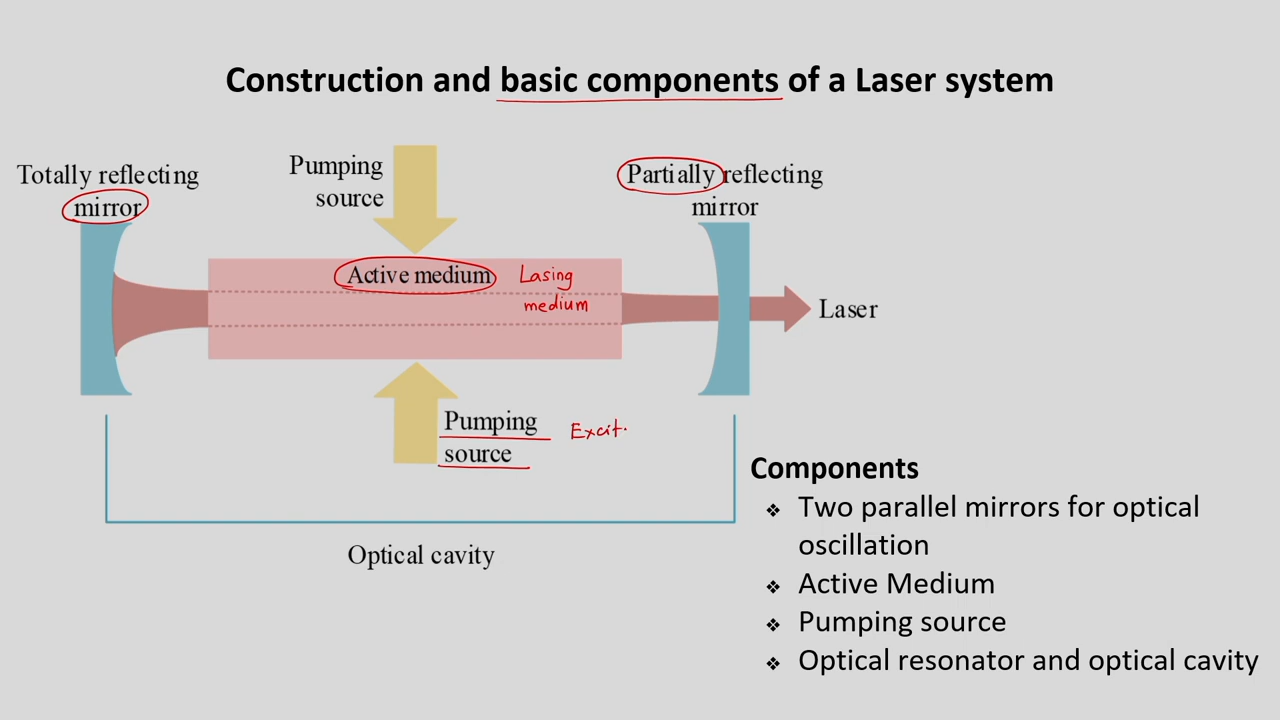 Construction and basic components of a Laser system
Totally reflecting
mirror
Pumping
source
Partially reflecting
mirror
Active medium
Lasing
medium
Laser
Pumping
source
Excit.
Optical cavity
Components
❖ Two parallel mirrors for optical
oscillation
❖ Active Medium
❖ Pumping source
❖ Optical resonator and optical cavity